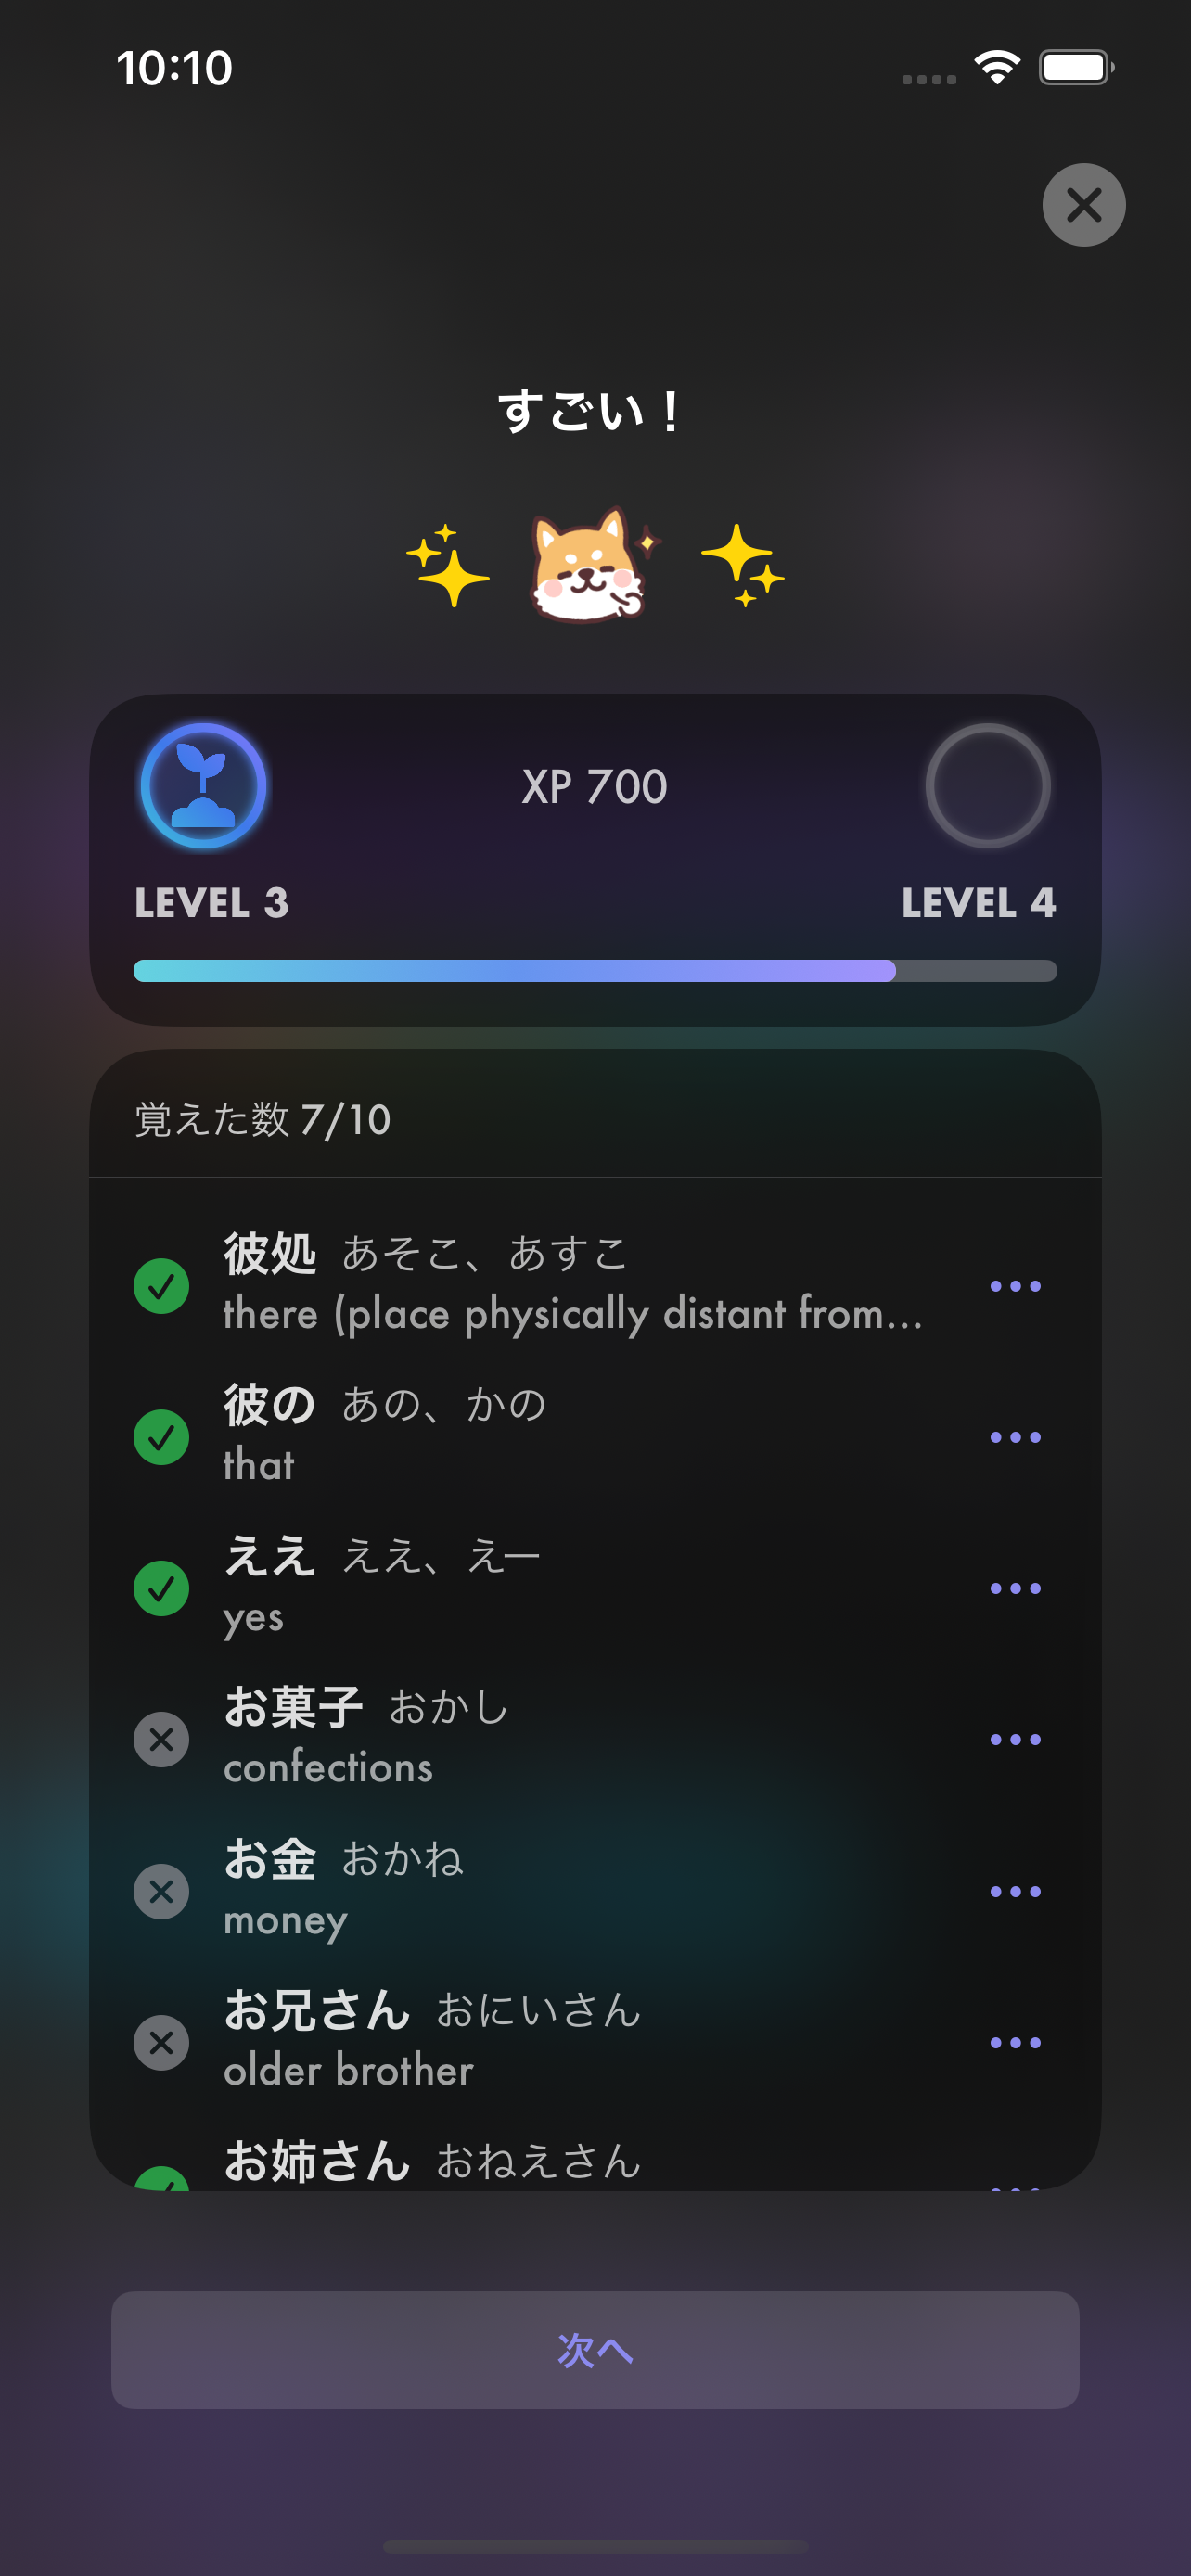 10:10
すごい！
XP 700
LEVEL 3
LEVEL 4
覚えた数 7/10
彼処 あそこ、あすこ
there (place physically distant from...
彼の あの、かの
that
ええ ええ、えー
yes
お菓子 おかし
confections
お金 おかね
money
お兄さん おにいさん
older brother
お姉さん おねえさん
次へ